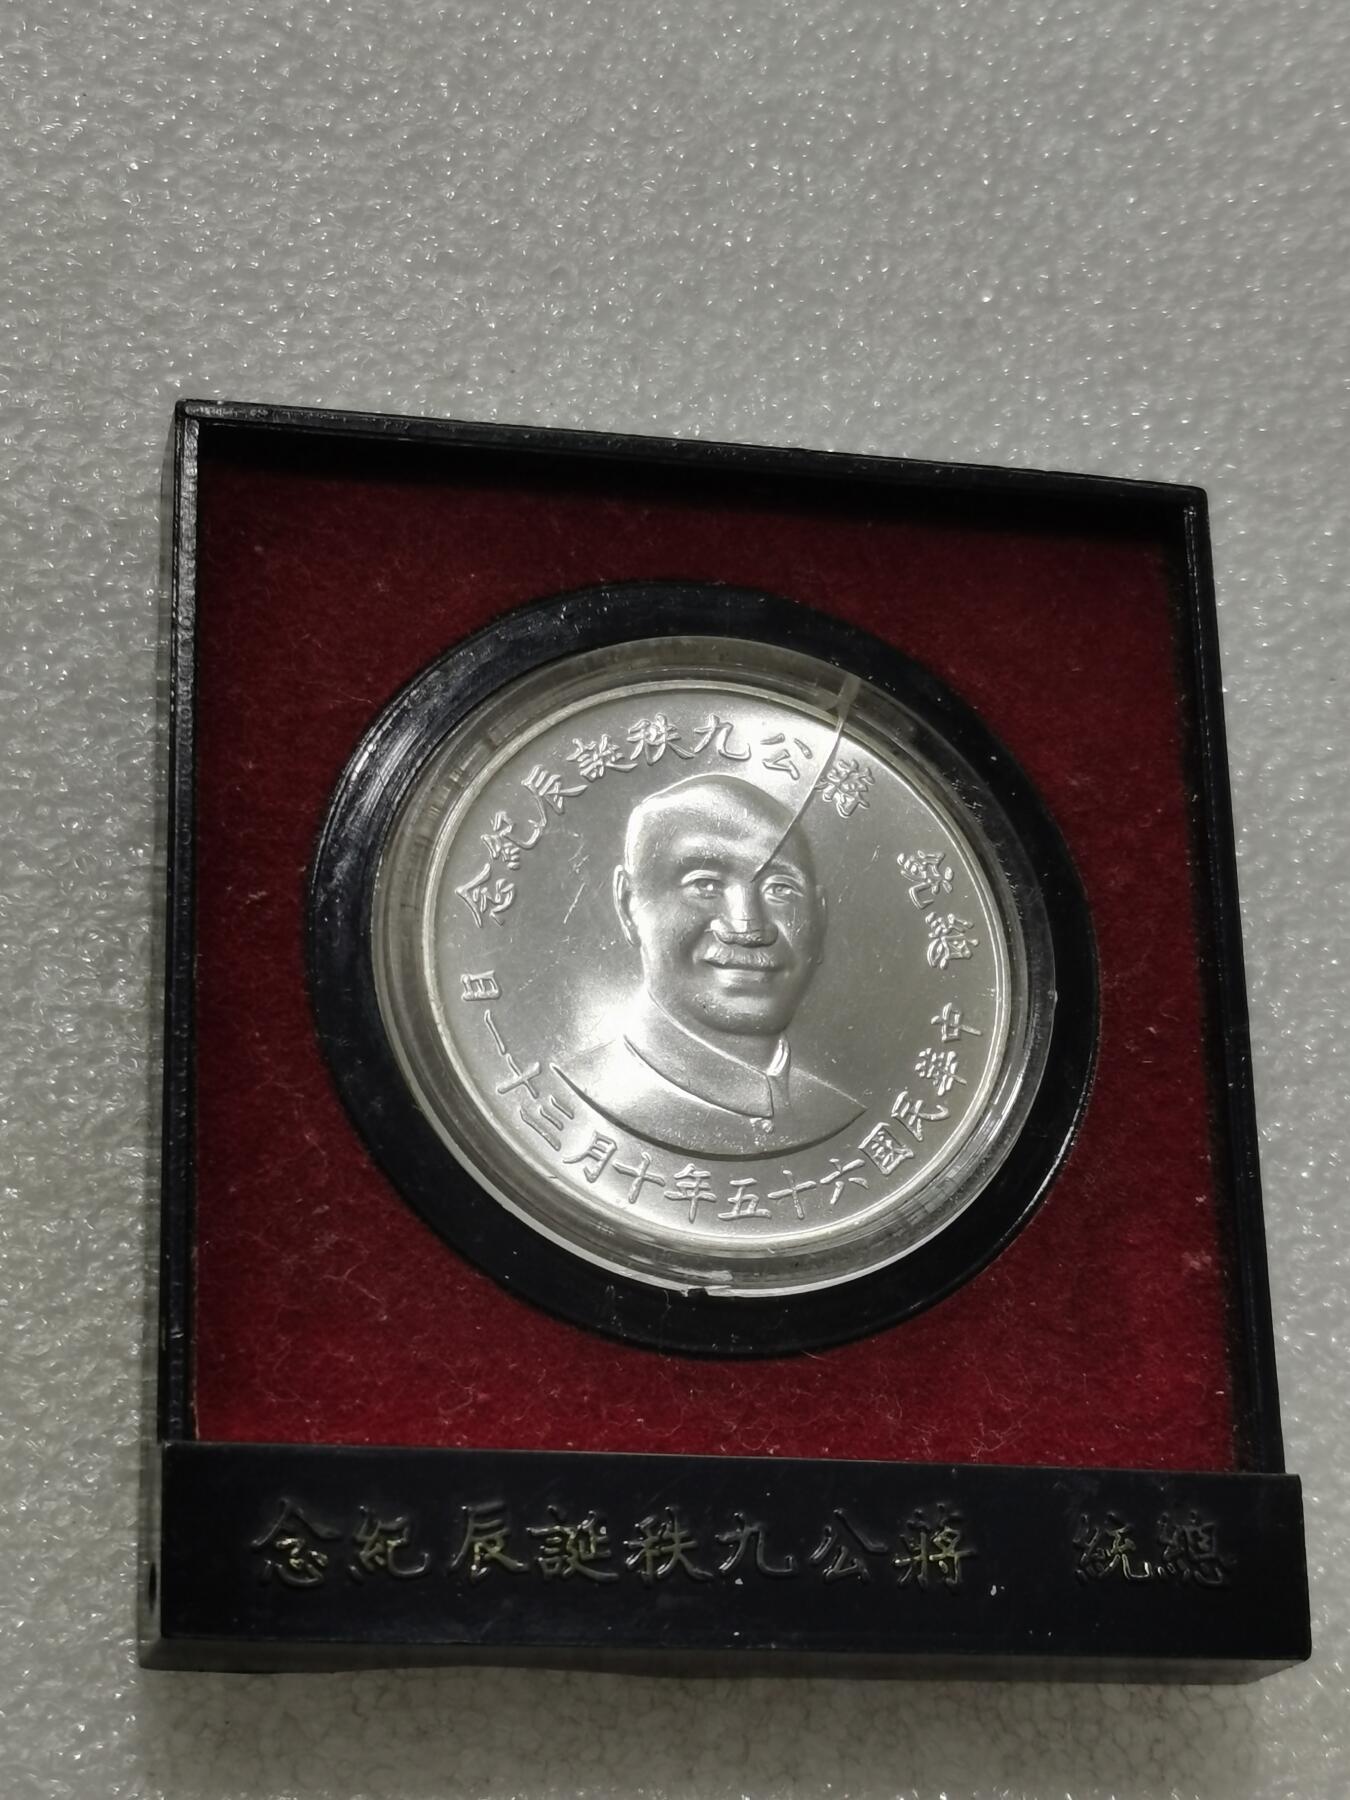 總統 蔣公九秩誕辰紀念
中華民國六十五年十月三十一日
總統 蔣公九秩誕辰紀念